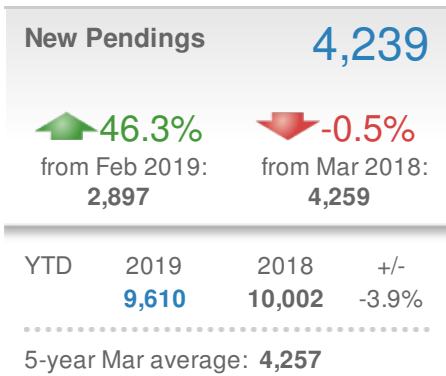 New Pendings 4,239
46.3% -0.5%
from Feb 2019: from Mar 2018:
2,897 4,259
YTD 2019 2018 +/-
9,610 10,002 -3.9%
5-year Mar average: 4,257